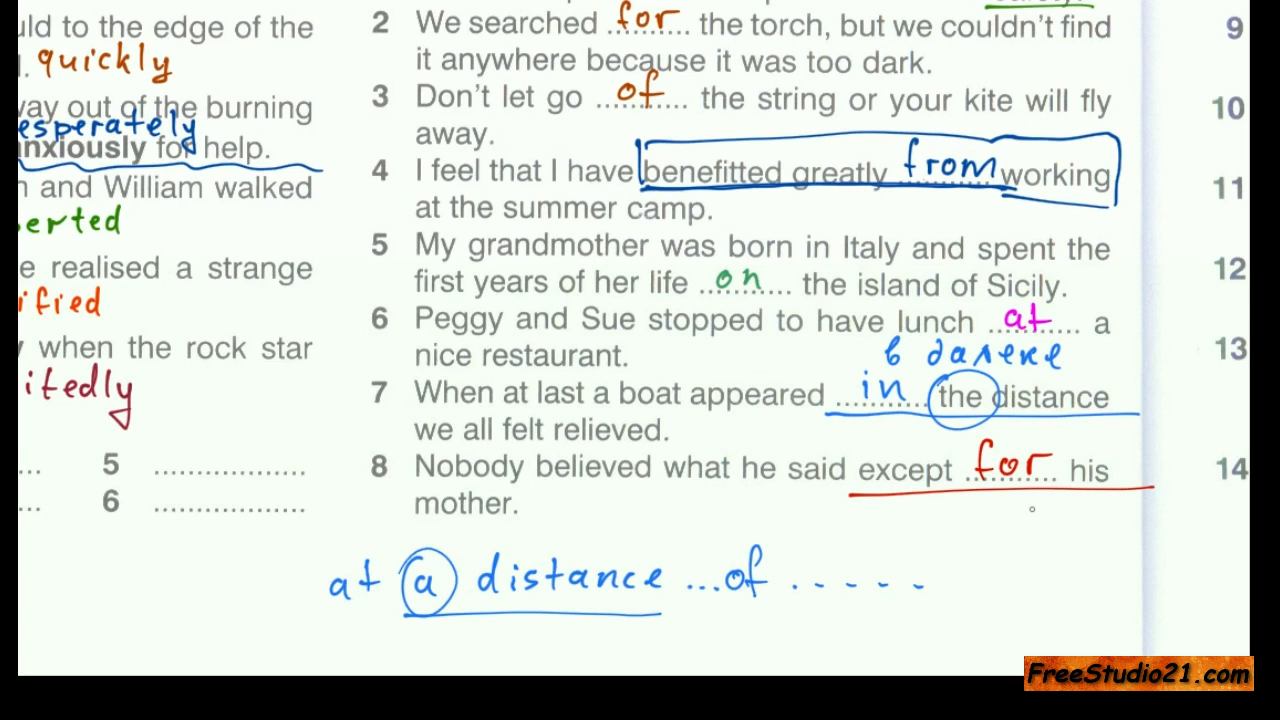 uld to the edge of the
. quickly
way out of the burning
esperately
nxiously for help.
n and William walked
erted
e realised a strange
ified
when the rock star
itedly
... 5 ..................
... 6 ..................
2 We searched for the torch, but we couldn't find
it anywhere because it was too dark.
3 Don't let go of the string or your kite will fly
away.
4 I feel that I have benefitted greatly from working
at the summer camp.
5 My grandmother was born in Italy and spent the
first years of her life on the island of Sicily.
6 Peggy and Sue stopped to have lunch at a
nice restaurant.
в далеке
7 When at last a boat appeared in the distance
we all felt relieved.
8 Nobody believed what he said except for his
mother.
at a distance ...of .....
9
10
11
12
13
14
FreeStudio21.com